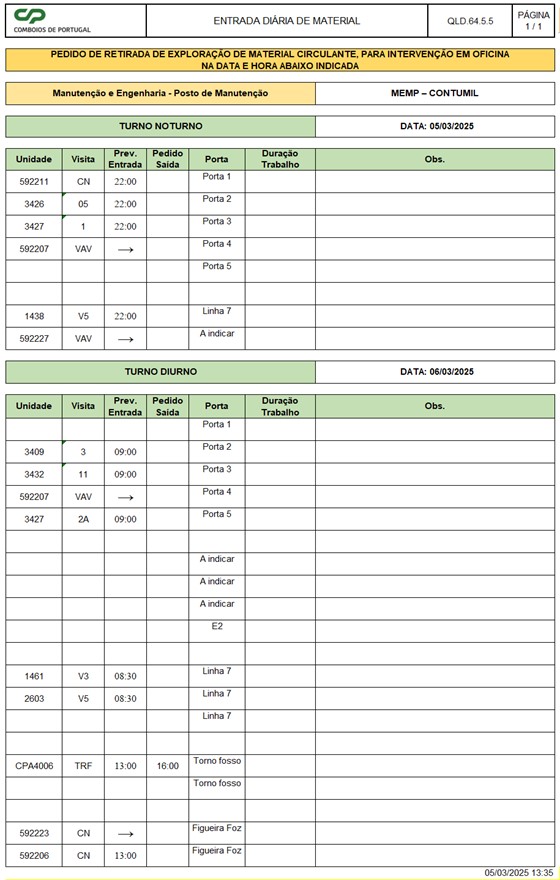 CP
COMBOIOS DE PORTUGAL
ENTRADA DIÁRIA DE MATERIAL
QLD.64.5.5
PÁGINA
1 / 1
PEDIDO DE RETIRADA DE EXPLORAÇÃO DE MATERIAL CIRCULANTE, PARA INTERVENÇÃO EM OFICINA
NA DATA E HORA ABAIXO INDICADA
Manutenção e Engenharia - Posto de Manutenção MEMP – CONTUMIL
TURNO NOTURNO DATA: 05/03/2025
Unidade Visita Prev. Entrada Pedido Saída Porta Duração Trabalho Obs.
592211 CN 22:00 Porta 1
3426 05 22:00 Porta 2
3427 1 22:00 Porta 3
592207 VAV → Porta 4
Porta 5
1438 V5 22:00 Linha 7
592227 VAV → A indicar
TURNO DIURNO DATA: 06/03/2025
Unidade Visita Prev. Entrada Pedido Saída Porta Duração Trabalho Obs.
Porta 1
3409 3 09:00 Porta 2
3432 11 09:00 Porta 3
592207 VAV → Porta 4
3427 2A 09:00 Porta 5
A indicar
A indicar
A indicar
E2
1461 V3 08:30 Linha 7
2603 V5 08:30 Linha 7
Linha 7
CPA4006 TRF 13:00 16:00 Torno fosso
Torno fosso
592223 CN → Figueira Foz
592206 CN 13:00 Figueira Foz
05/03/2025 13:35